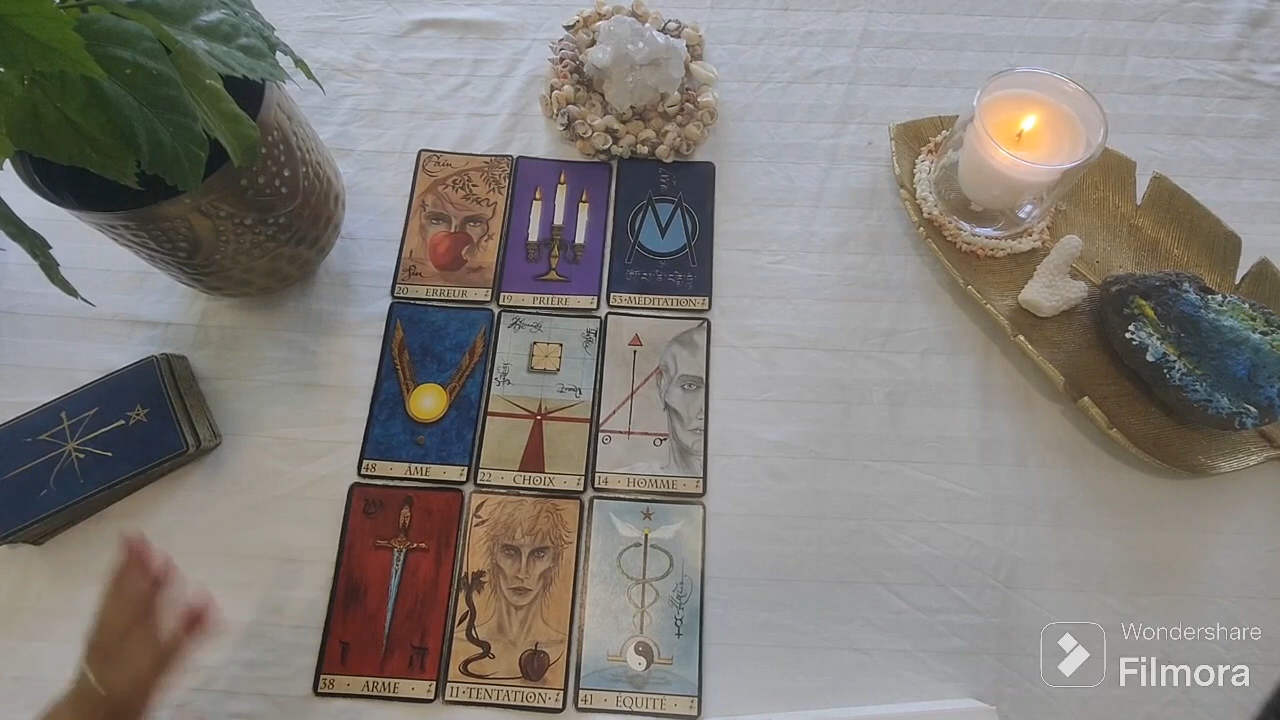 20 · ERREUR ·
19 · PRIÈRE
53·MÉDITATION·
48 · ÂME
22 · CHOIX ·
14 · HOMME ·
38 · ARME
11·TENTATION·
41 · ÉQUITÉ ·
Wondershare
Filmora